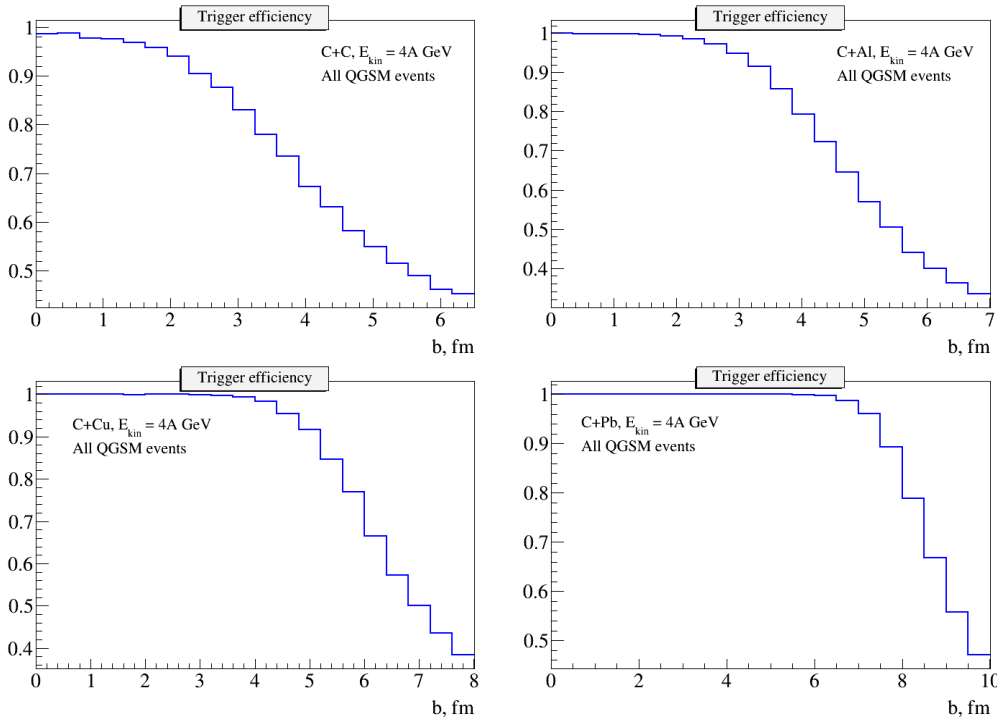 Trigger efficiency
C+C, E_kin = 4A GeV
All QGSM events
1
0.9
0.8
0.7
0.6
0.5
0 1 2 3 4 5 6
b, fm
Trigger efficiency
C+Al, E_kin = 4A GeV
All QGSM events
1
0.9
0.8
0.7
0.6
0.5
0.4
0 1 2 3 4 5 6 7
b, fm
Trigger efficiency
C+Cu, E_kin = 4A GeV
All QGSM events
1
0.9
0.8
0.7
0.6
0.5
0.4
0 1 2 3 4 5 6 7 8
b, fm
Trigger efficiency
C+Pb, E_kin = 4A GeV
All QGSM events
1
0.9
0.8
0.7
0.6
0.5
0 2 4 6 8 10
b, fm